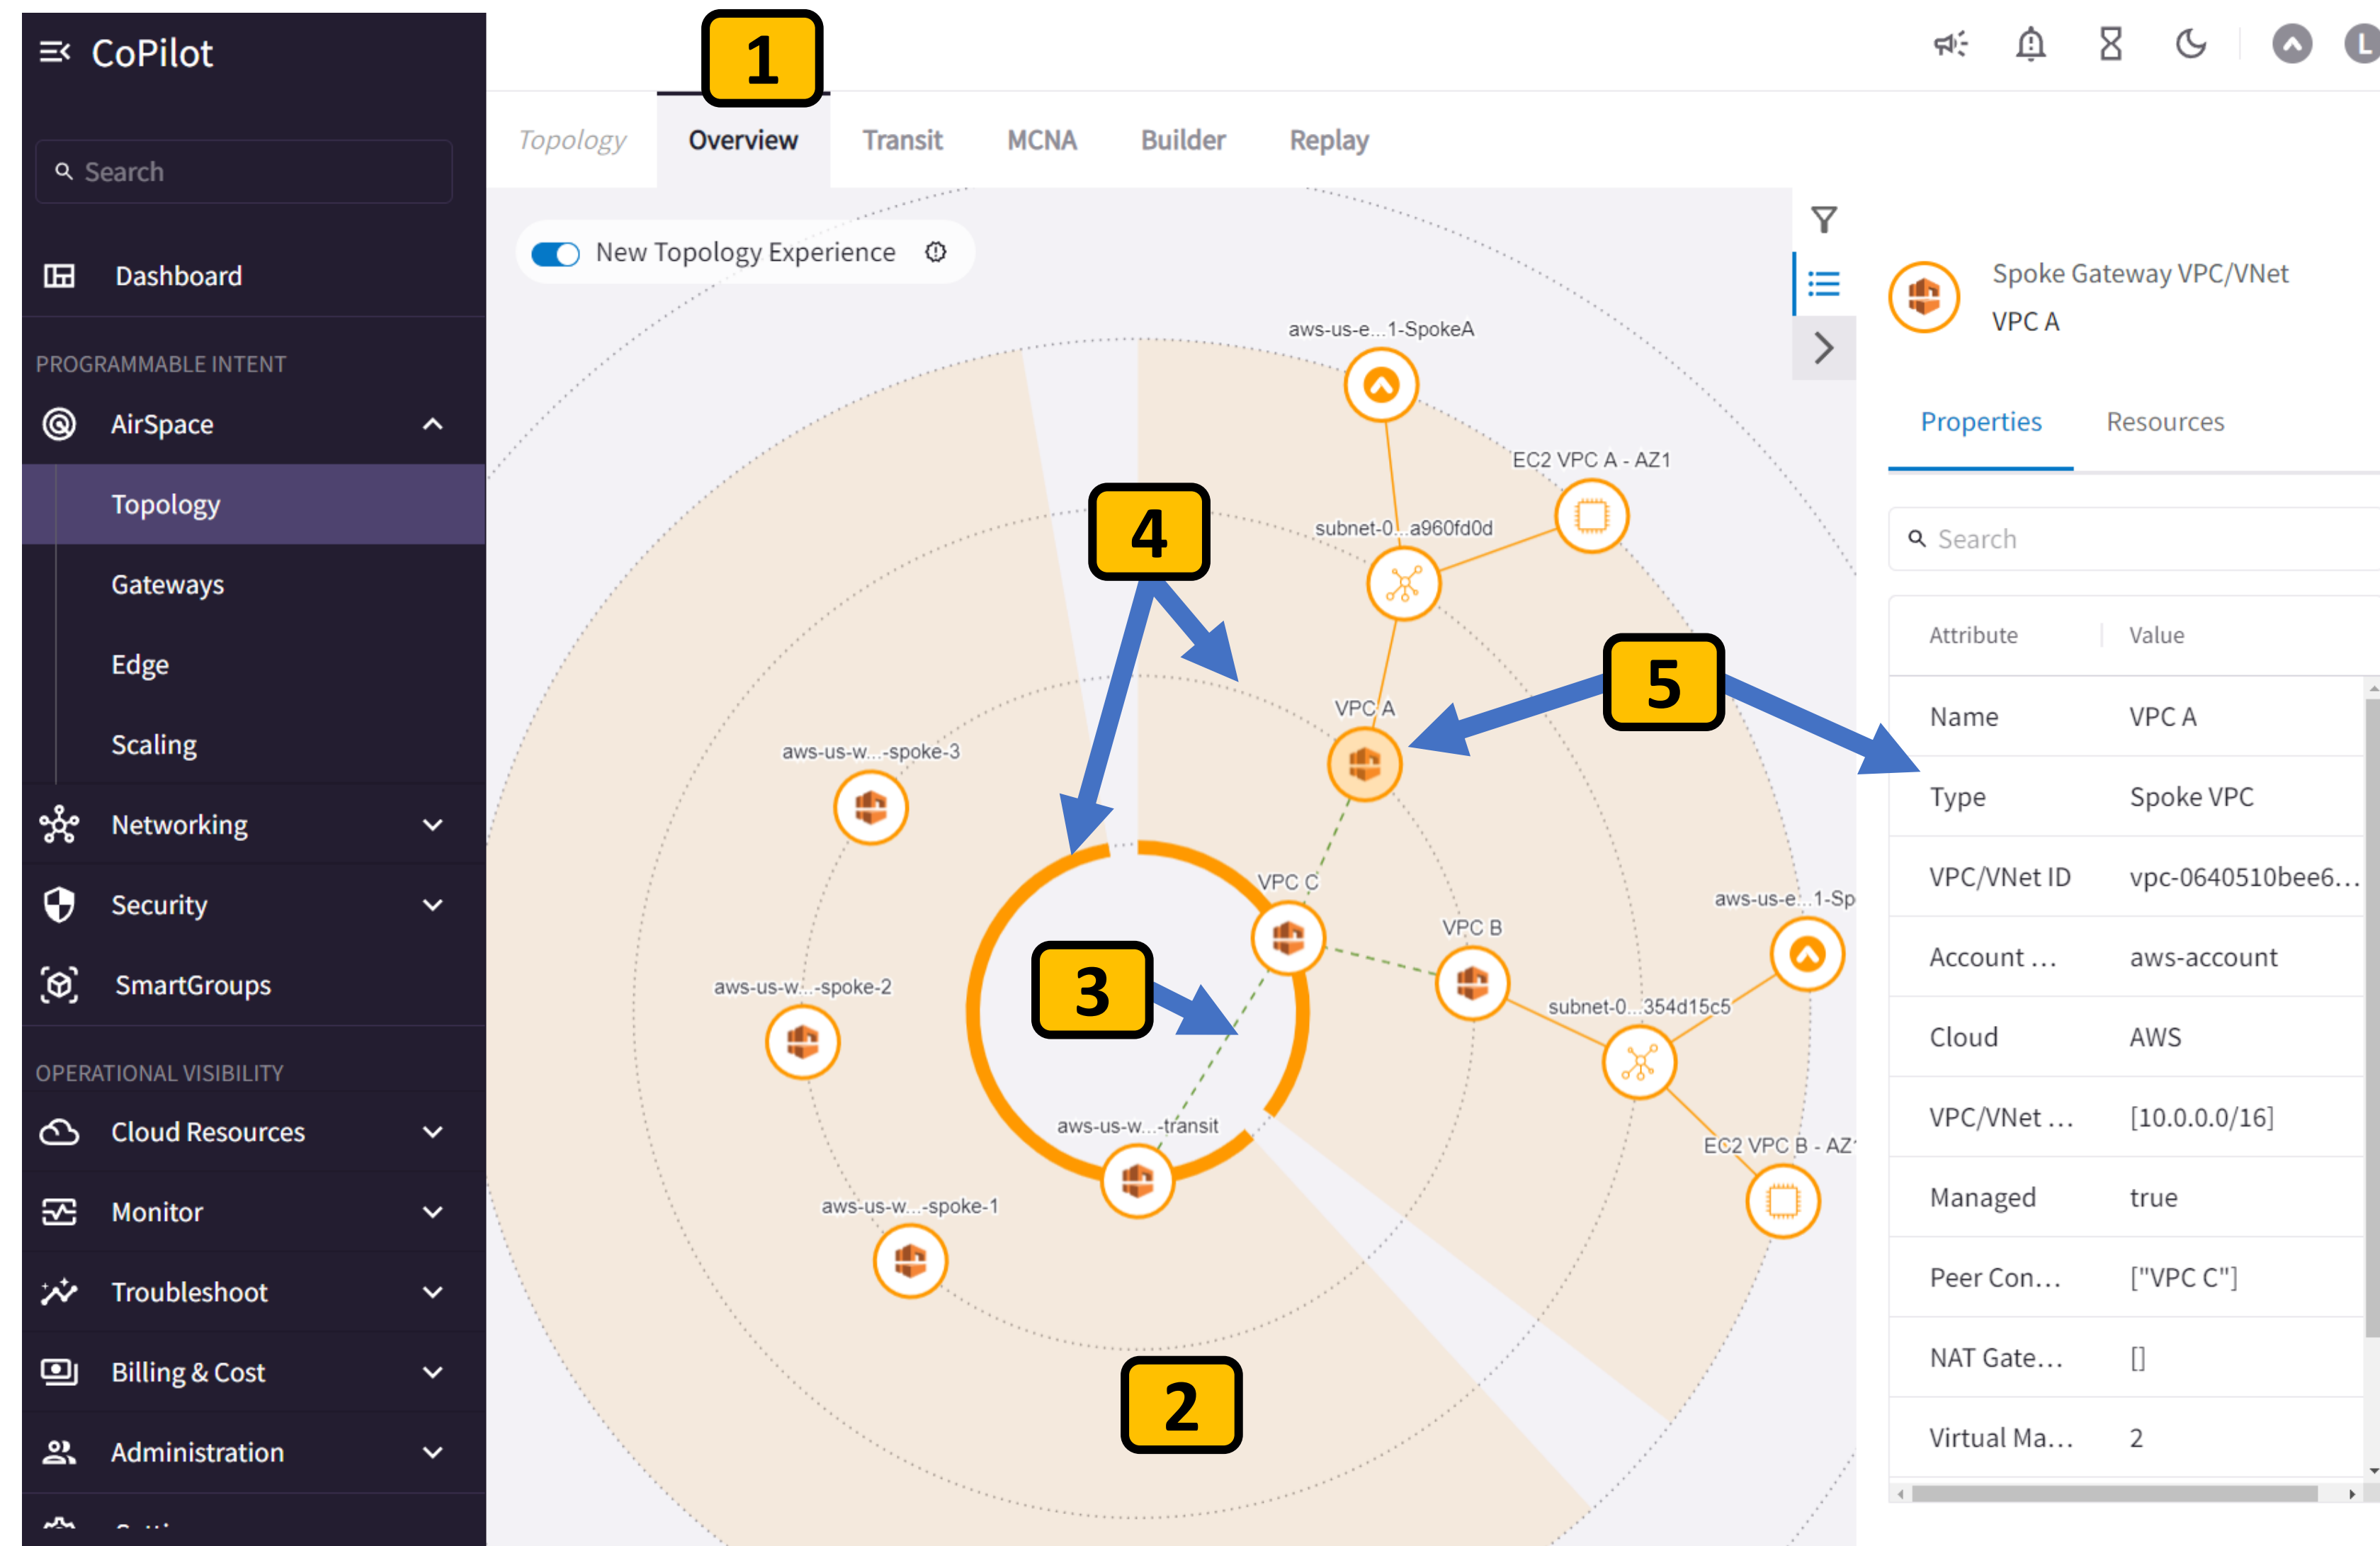 CoPilot
1
L
Search
Topology
Overview
Transit
MCNA
Builder
Replay
Dashboard
New Topology Experience
PROGRAMMABLE INTENT
AirSpace
Topology
Gateways
Edge
Scaling
Networking
Security
SmartGroups
OPERATIONAL VISIBILITY
Cloud Resources
Monitor
Troubleshoot
Billing & Cost
Administration
aws-us-e...1-SpokeA
EC2 VPC A - AZ1
4
subnet-0...a960fd0d
5
VPC A
aws-us-w...-spoke-3
VPC C
VPC B
aws-us-e...1-Sp
3
aws-us-w...-spoke-2
subnet-0...354d15c5
aws-us-w...-transit
EC2 VPC B - AZ1
aws-us-w...-spoke-1
2
Spoke Gateway VPC/VNet
VPC A
Properties
Resources
Search
Attribute Value
Name VPC A
Type Spoke VPC
VPC/VNet ID vpc-0640510bee6...
Account ... aws-account
Cloud AWS
VPC/VNet ... [10.0.0.0/16]
Managed true
Peer Con... ["VPC C"]
NAT Gate... []
Virtual Ma... 2